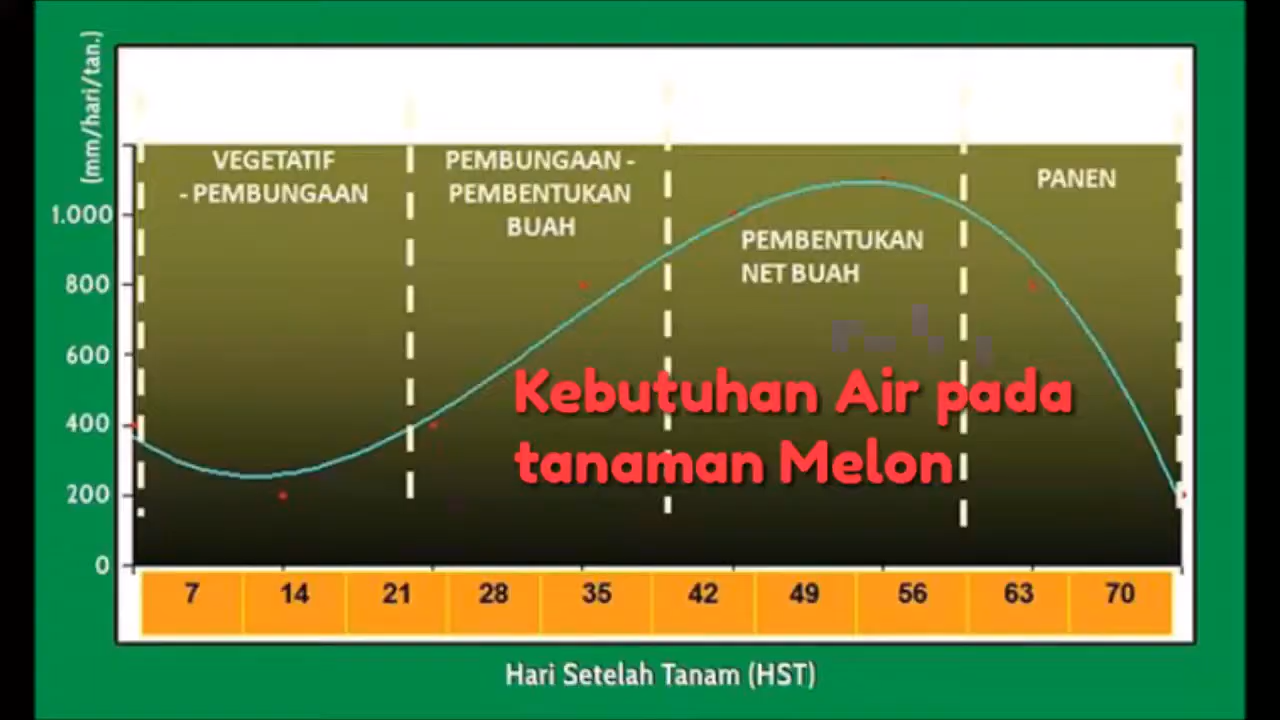 (mm/hari/tan.)
VEGETATIF
- PEMBUNGAAN
PEMBUNGAAN -
PEMBENTUKAN
BUAH
PEMBENTUKAN
NET BUAH
PANEN
1.000
800
600
400
200
0
Kebutuhan Air pada
tanaman Melon
7 14 21 28 35 42 49 56 63 70
Hari Setelah Tanam (HST)